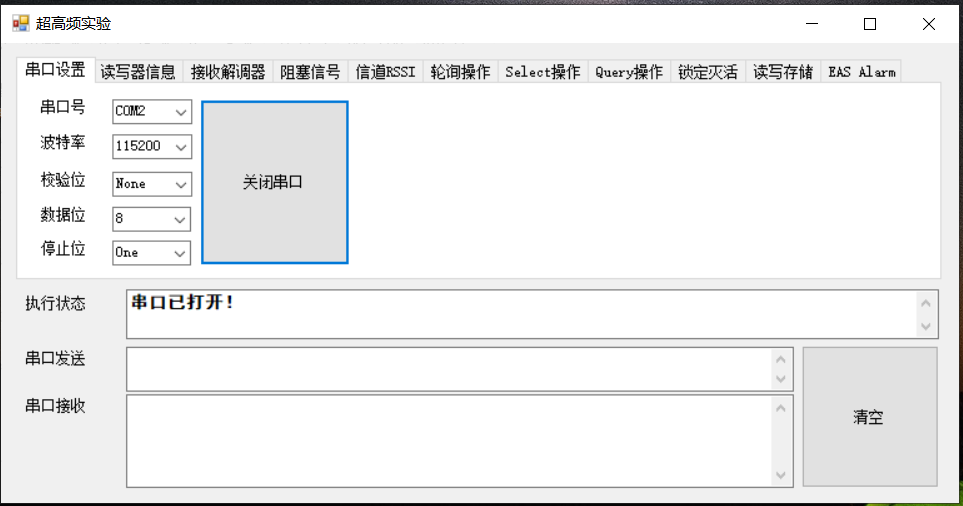 超高频实验
串口设置 读写器信息 接收解调器 阻塞信号 信道RSSI 轮询操作 Select操作 Query操作 锁定灭活 读写存储 EAS Alarm
串口号 COM2
波特率 115200
校验位 None
数据位 8
停止位 One
关闭串口
执行状态 串口已打开!
串口发送
串口接收
清空